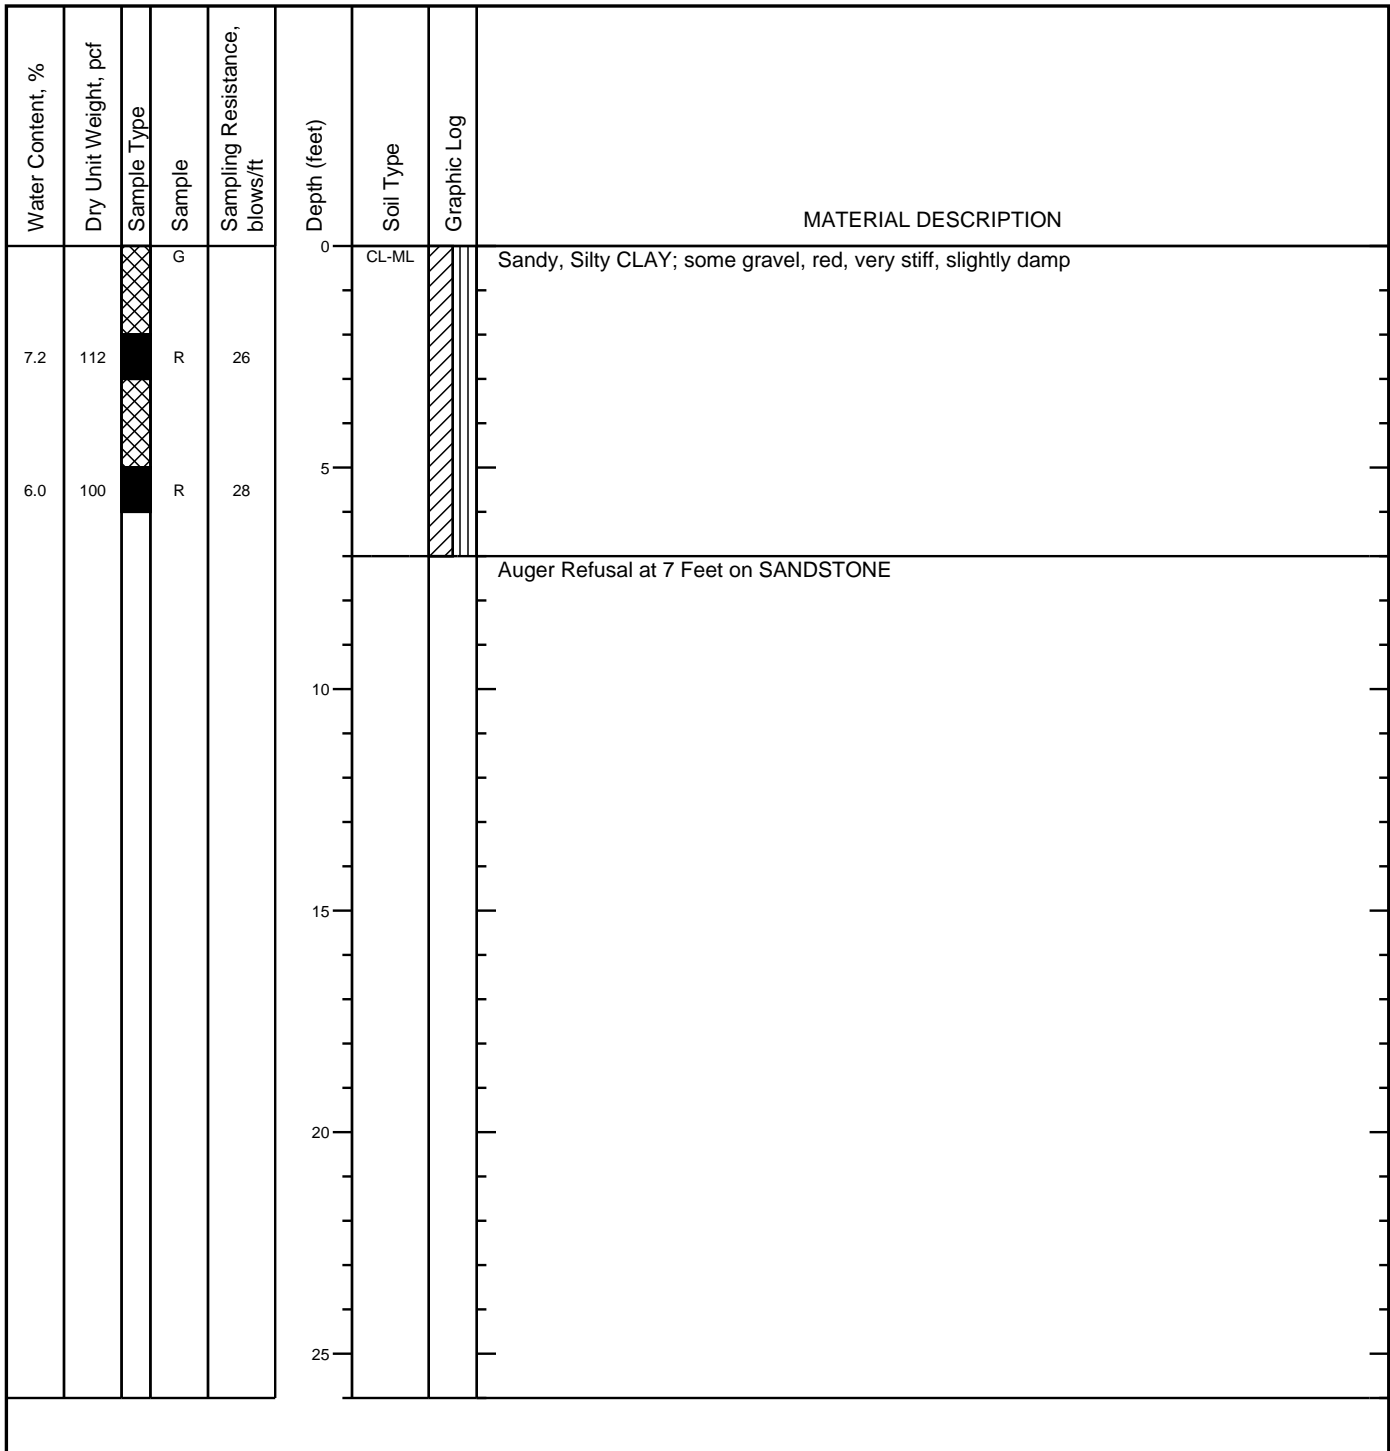 Water Content, %
Dry Unit Weight, pcf
Sample Type
Sample
Sampling Resistance,
blows/ft
Depth (feet)
Soil Type
Graphic Log
MATERIAL DESCRIPTION
0
G
CL-ML
Sandy, Silty CLAY; some gravel, red, very stiff, slightly damp
7.2 112 R 26
5
6.0 100 R 28
Auger Refusal at 7 Feet on SANDSTONE
10
15
20
25